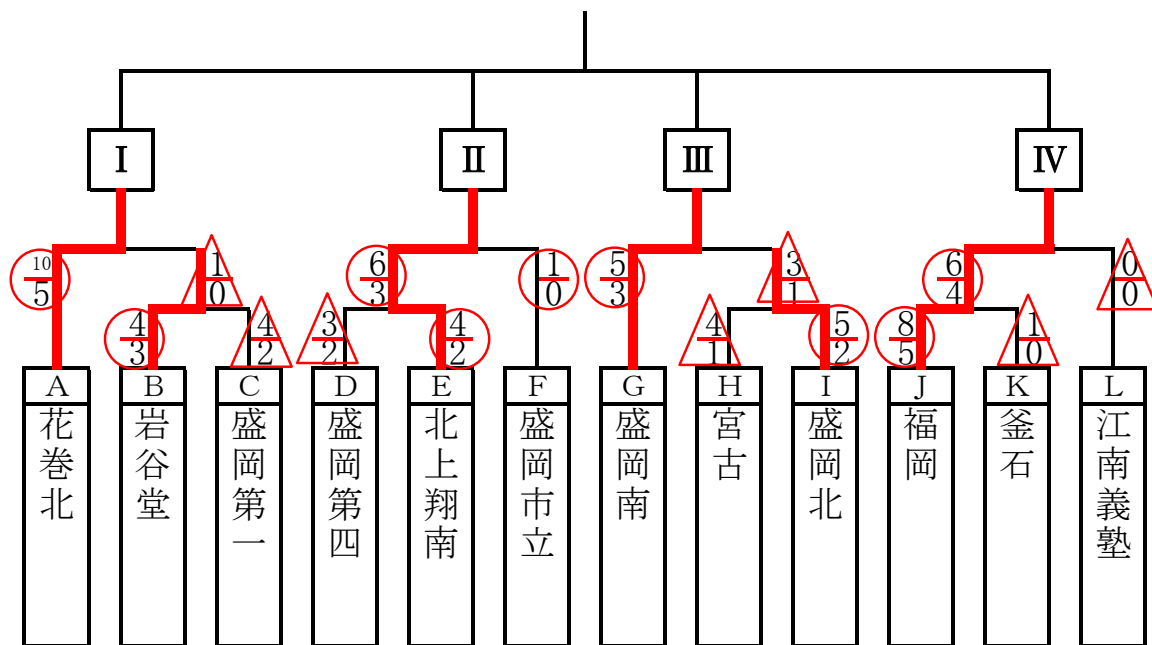 Ⅰ
Ⅱ
Ⅲ
Ⅳ
10
5
1
0
6
3
1
0
5
3
3
1
6
4
0
0
4
3
4
2
3
2
4
2
4
1
5
2
8
5
1
0
A
B
C
D
E
F
G
H
I
J
K
L
花巻北
岩谷堂
盛岡第一
盛岡第四
北上翔南
盛岡市立
盛岡南
宮古
盛岡北
福岡
釜石
江南義塾